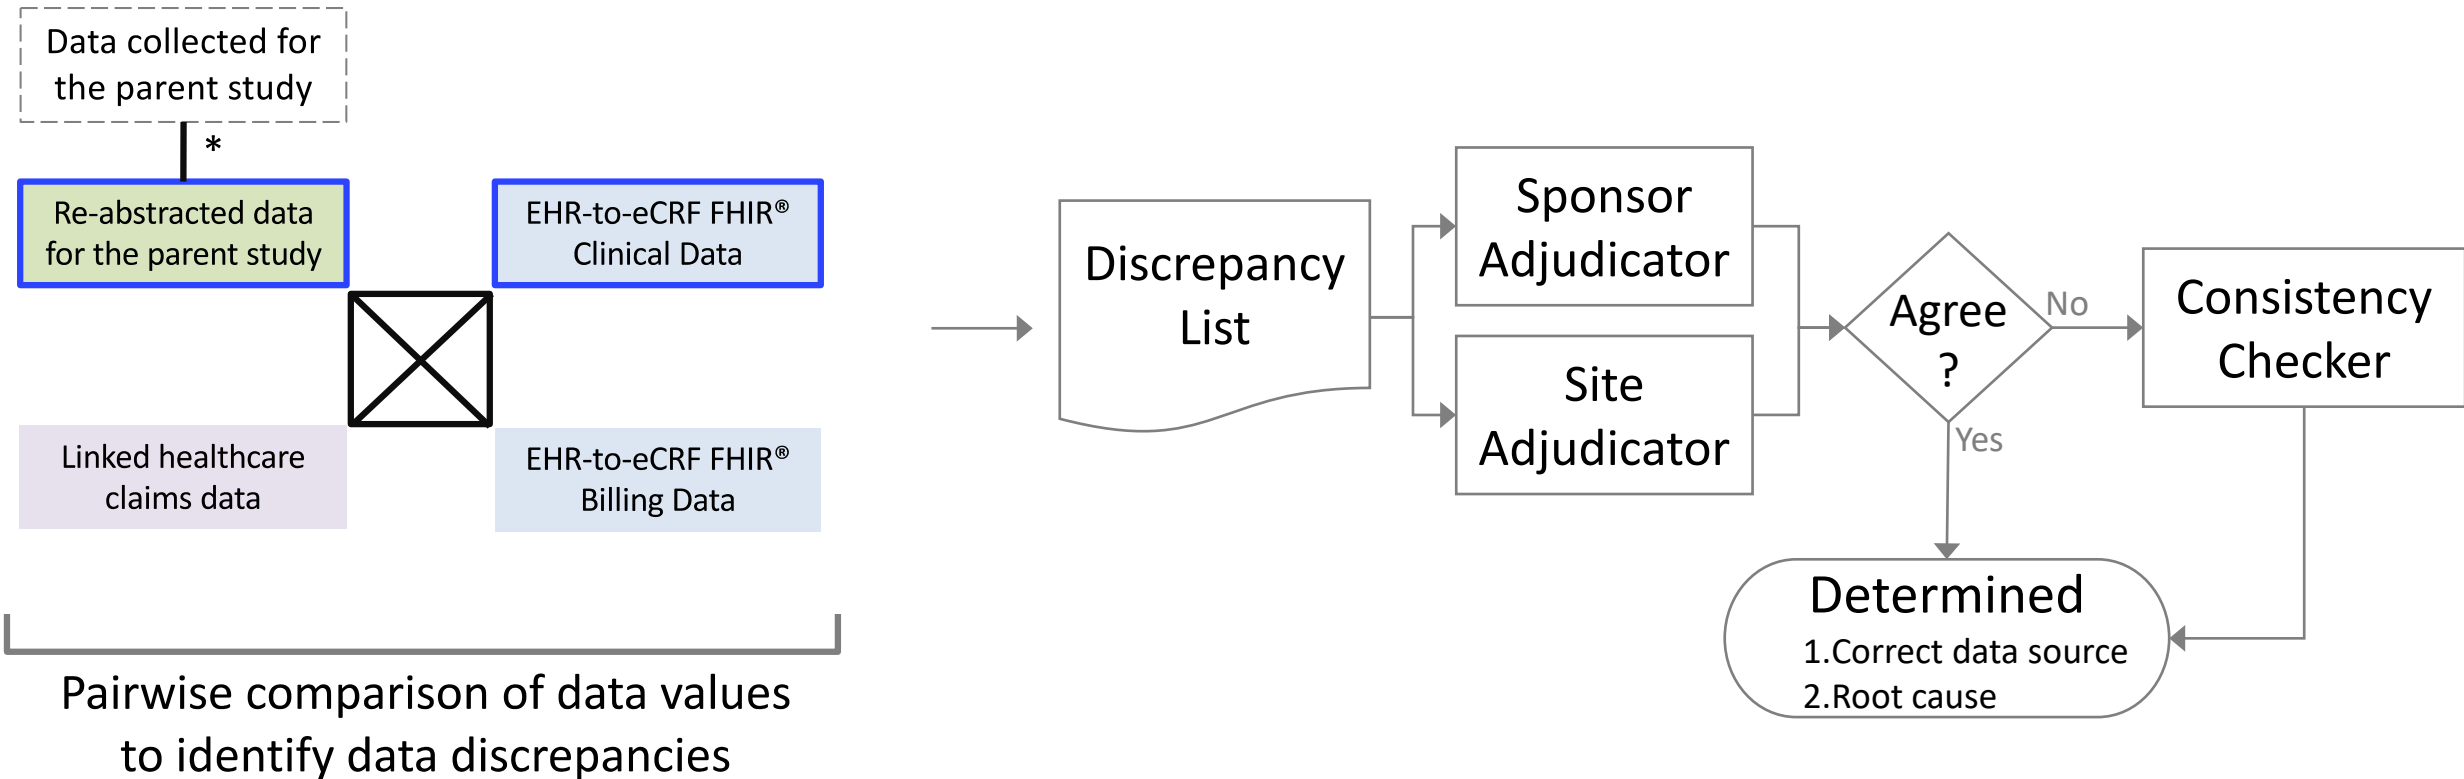 Data collected for
the parent study
*
Re-abstracted data
for the parent study
EHR-to-eCRF FHIR®
Clinical Data
Linked healthcare
claims data
EHR-to-eCRF FHIR®
Billing Data
Pairwise comparison of data values
to identify data discrepancies
Discrepancy
List
Sponsor
Adjudicator
Site
Adjudicator
Agree
?
No
Yes
Consistency
Checker
Determined
1.Correct data source
2.Root cause